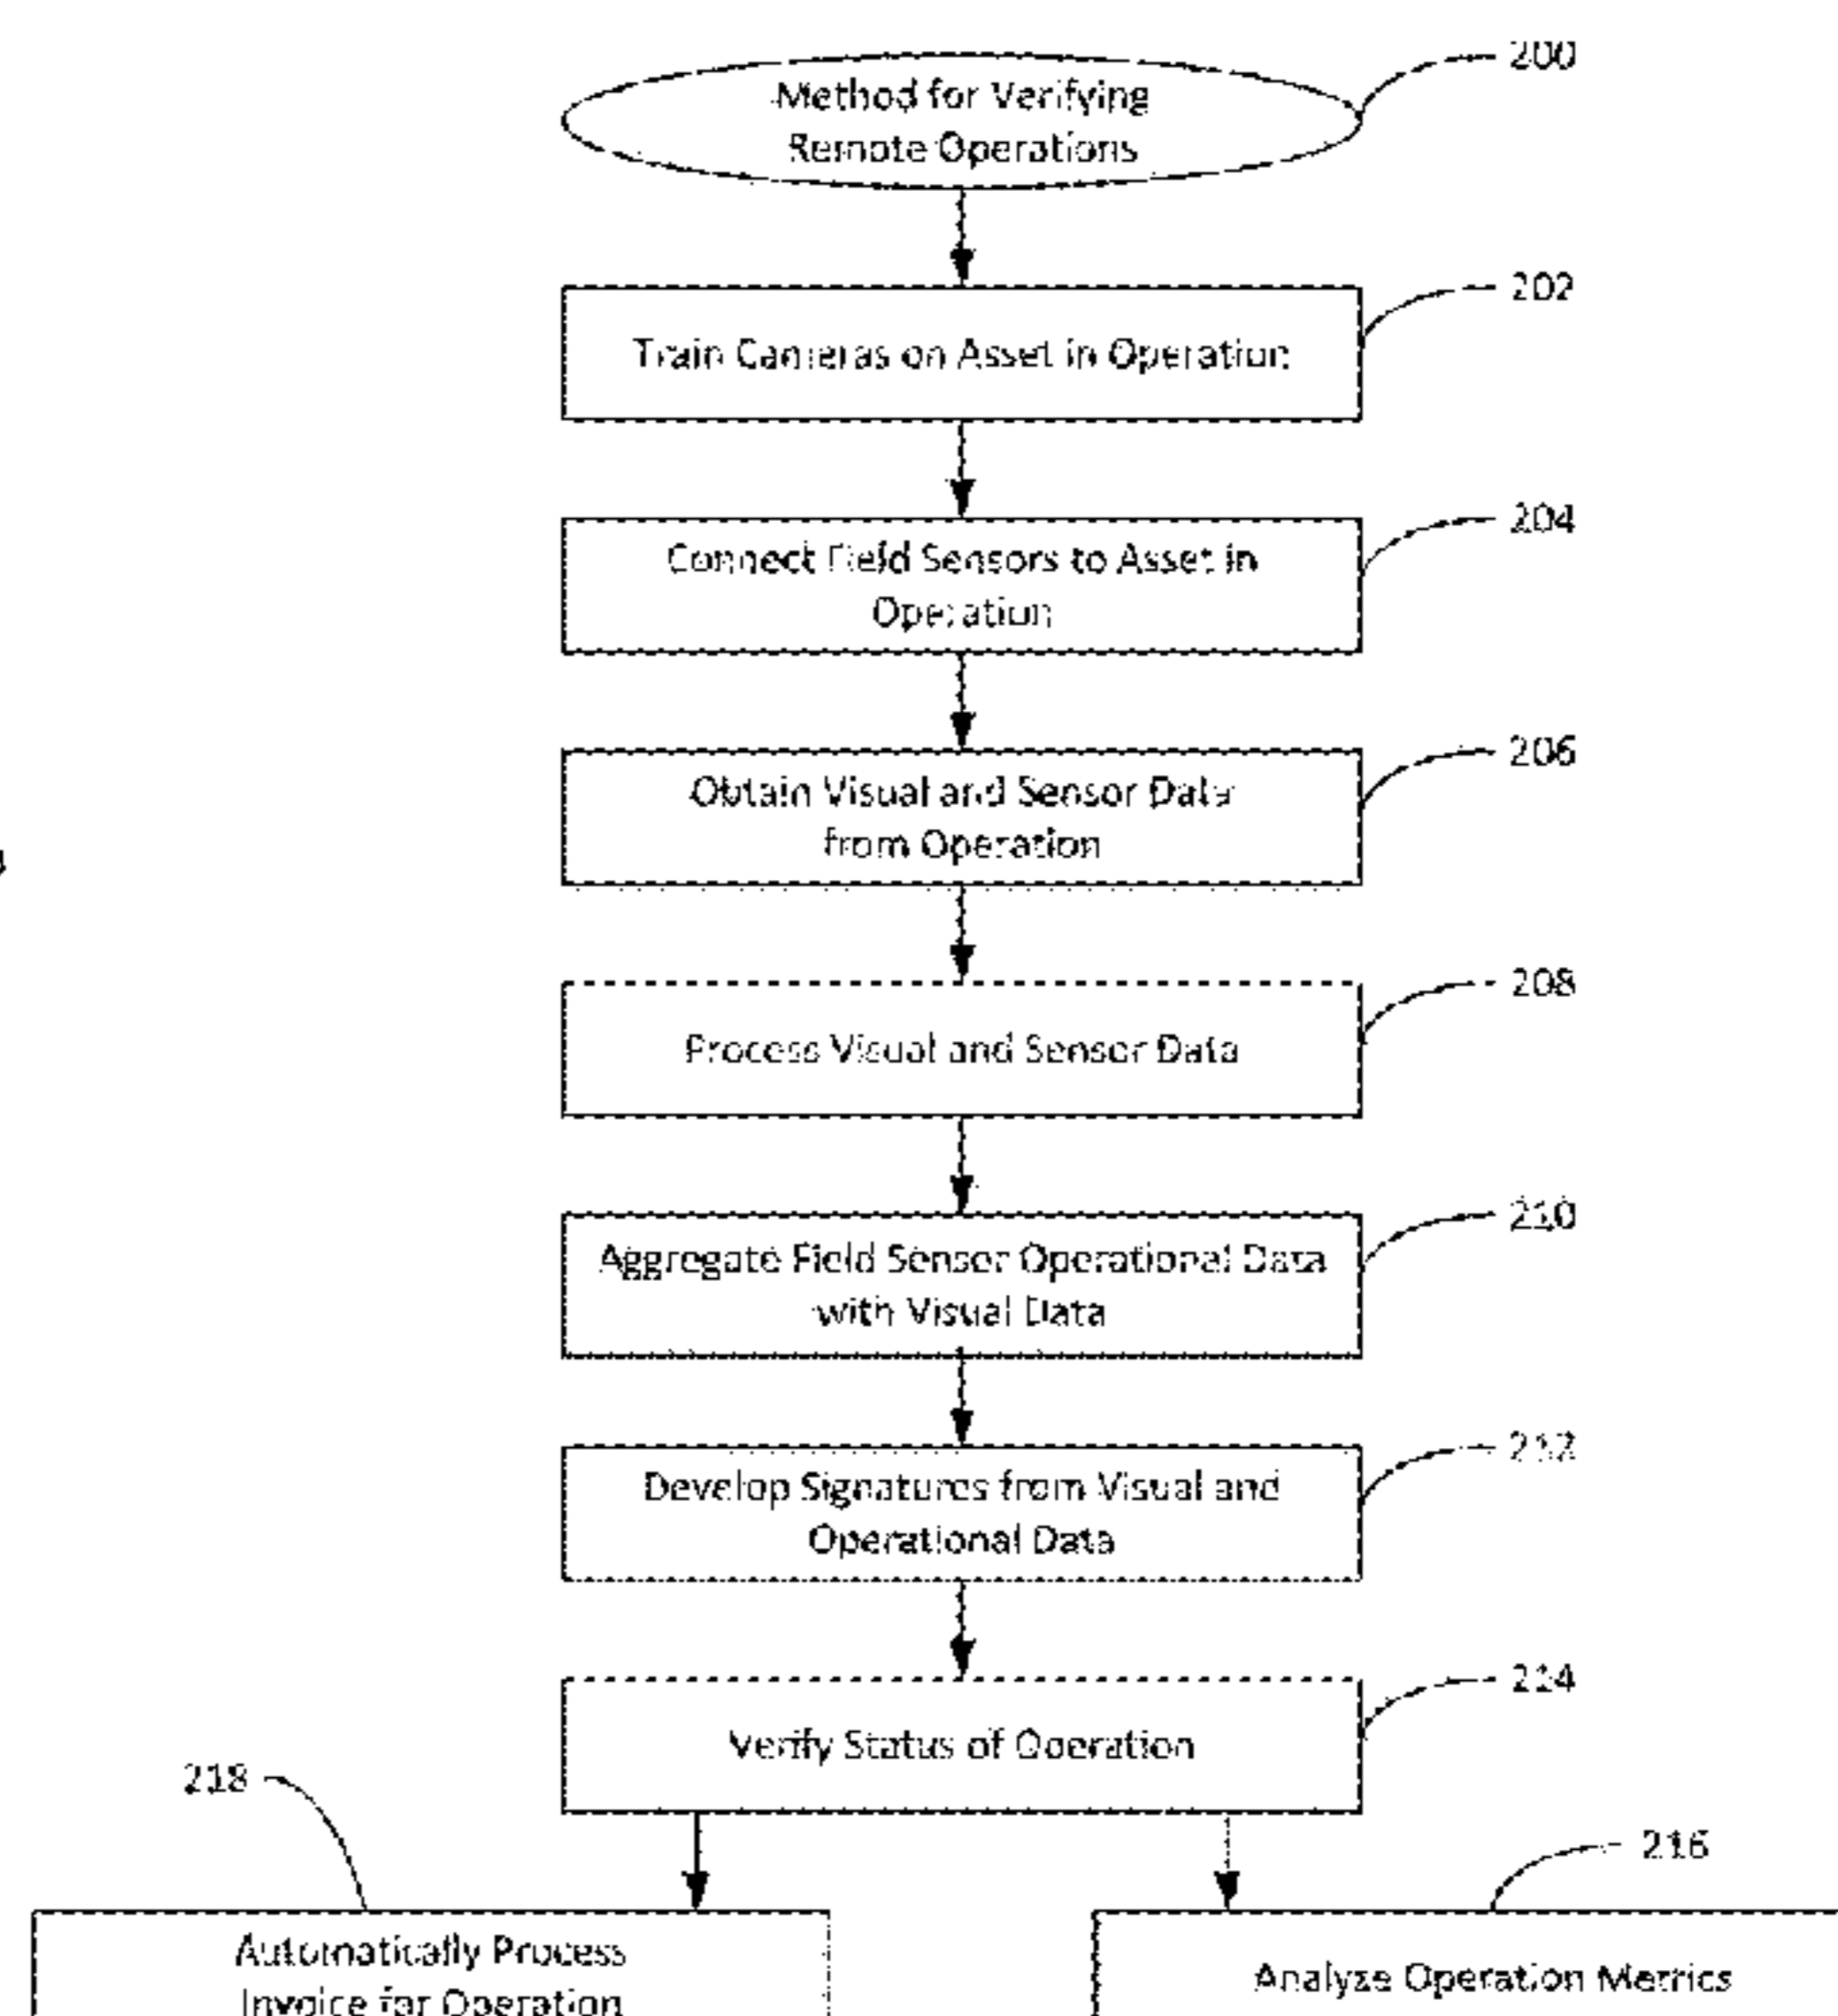 200
Method for Verifying
Remote Operations
202
Train Cameras on Asset in Operation
204
Connect Field Sensors to Asset in
Operation
206
Obtain Visual and Sensor Data
from Operation
208
Process Visual and Sensor Data
210
Aggregate Field Sensor Operational Data
with Visual Data
212
Develop Signatures from Visual and
Operational Data
214
Verify Status of Operation
218
216
Automatically Process
Invoice for Operation
Analyze Operation Metrics